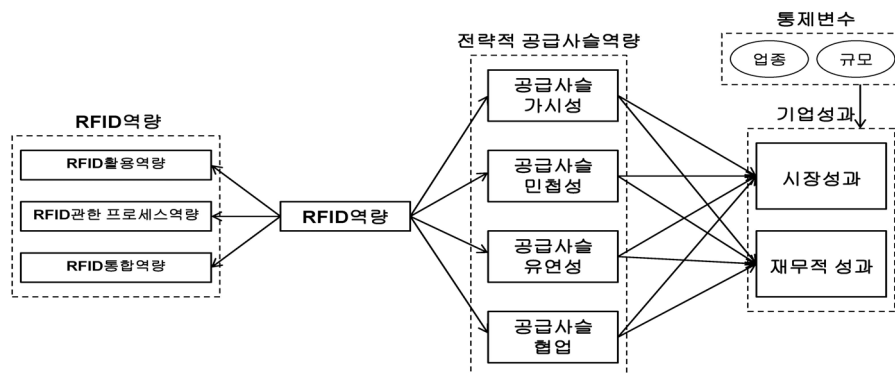 통제변수
업종
규모
전략적 공급사슬역량
공급사슬
가시성
기업성과
RFID역량
RFID활용역량
공급사슬
민첩성
시장성과
RFID관한 프로세스역량
RFID역량
공급사슬
유연성
재무적 성과
RFID통합역량
공급사슬
협업